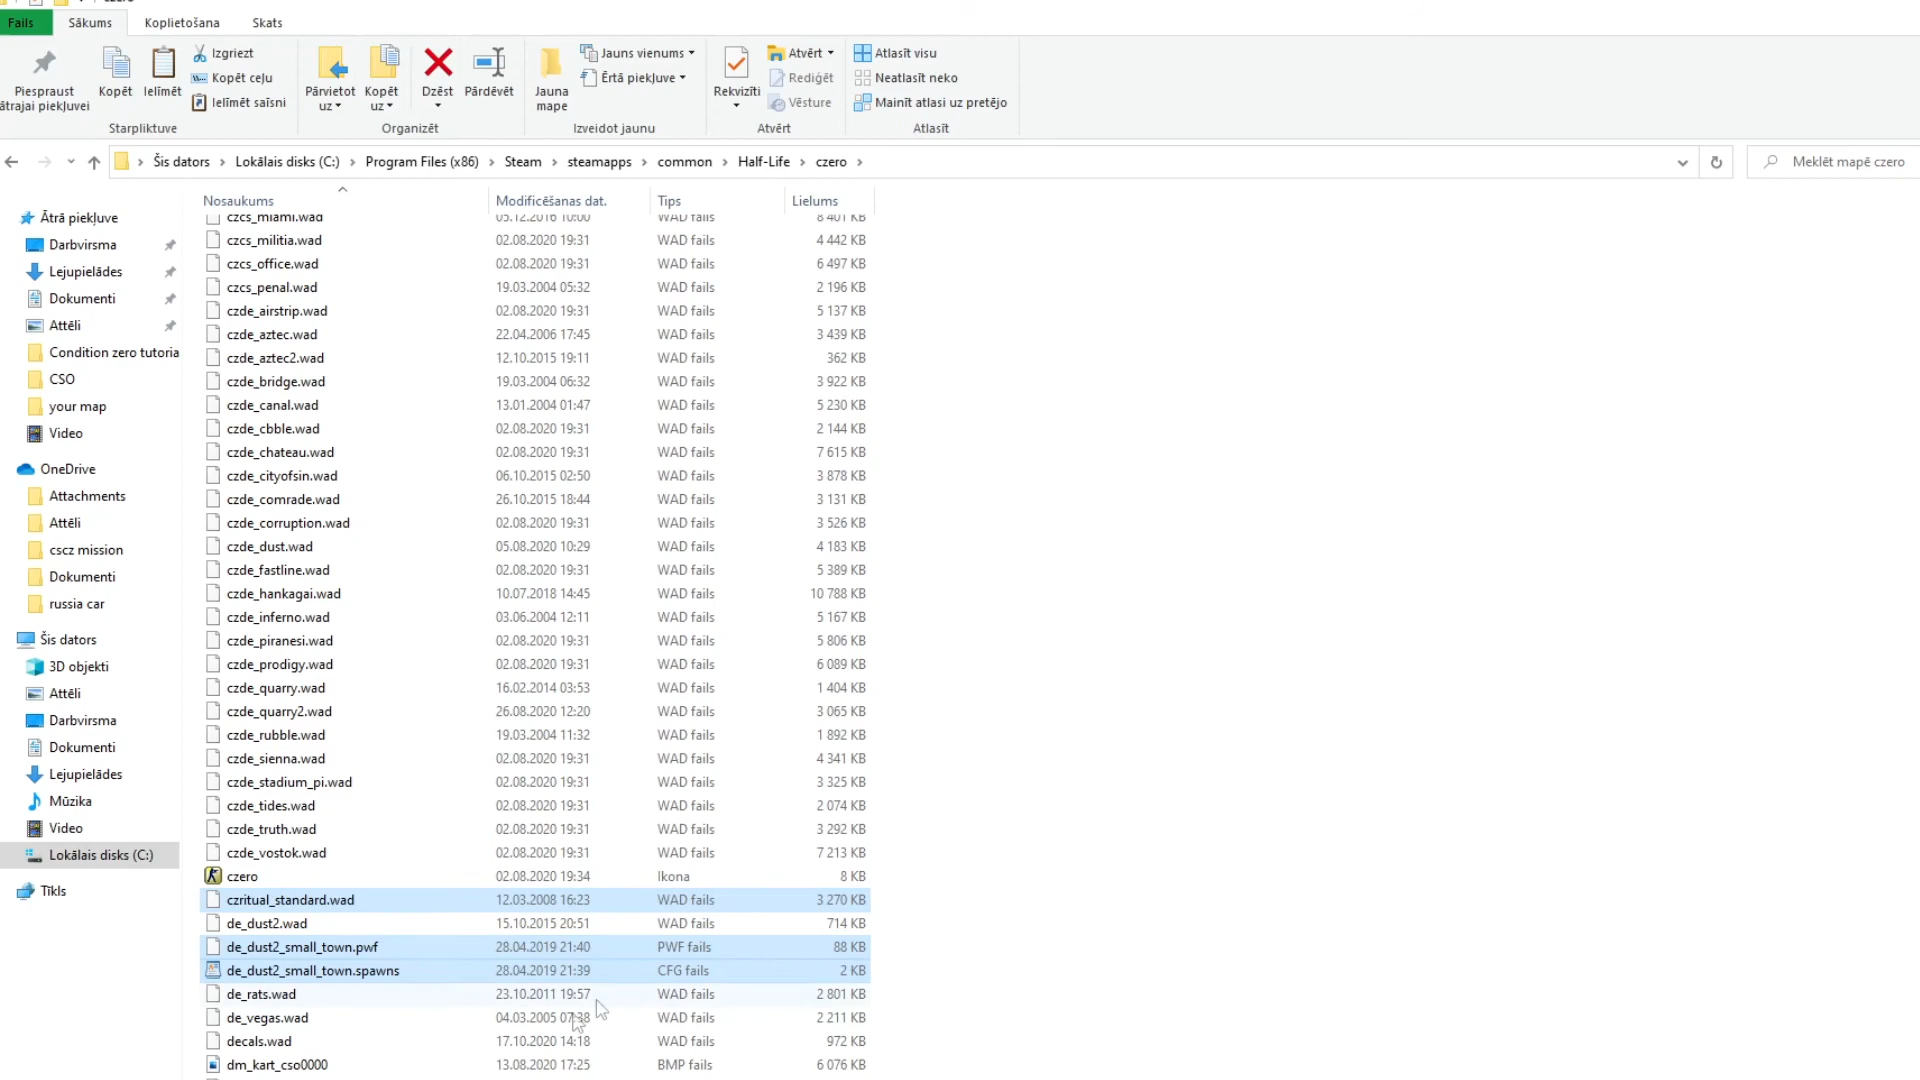 czero
Fails Sākums Koplietošana Skats
Piespraust
ātrajai piekļuvei
Kopēt
Ielīmēt
Izgriezt
Kopēt ceļu
Ielīmēt saīsni
Starpliktuve
Pārvietot
uz
Kopēt
uz
Dzēst
Pārdēvēt
Organizēt
Jauna
mape
Jauns vienums
Ērtā piekļuve
Izveidot jaunu
Rekvizīti
Atvērt
Rediģēt
Vēsture
Atvērt
Atlasīt visu
Neatlasīt neko
Mainīt atlasi uz pretējo
Atlasīt
Šis dators › Lokālais disks (C:) › Program Files (x86) › Steam › steamapps › common › Half-Life › czero ›
Meklēt mapē czero
Ātrā piekļuve
Darbvirsma
Lejupielādes
Dokumenti
Attēli
Condition zero tutoria
CSO
your map
Video
OneDrive
Attachments
Attēli
cscz mission
Dokumenti
russia car
Šis dators
3D objekti
Attēli
Darbvirsma
Dokumenti
Lejupielādes
Mūzika
Video
Lokālais disks (C:)
Tīkls
Nosaukums Modificēšanas dat. Tips Lielums
czcs_miami.wad 05.12.2016 10:00 WAD fails 8 401 KB
czcs_militia.wad 02.08.2020 19:31 WAD fails 4 442 KB
czcs_office.wad 02.08.2020 19:31 WAD fails 6 497 KB
czcs_penal.wad 19.03.2004 05:32 WAD fails 2 196 KB
czde_airstrip.wad 02.08.2020 19:31 WAD fails 5 137 KB
czde_aztec.wad 22.04.2006 17:45 WAD fails 3 439 KB
czde_aztec2.wad 12.10.2015 19:11 WAD fails 362 KB
czde_bridge.wad 19.03.2004 06:32 WAD fails 3 922 KB
czde_canal.wad 13.01.2004 01:47 WAD fails 5 230 KB
czde_cbble.wad 02.08.2020 19:31 WAD fails 2 144 KB
czde_chateau.wad 02.08.2020 19:31 WAD fails 7 615 KB
czde_cityofsin.wad 06.10.2015 02:50 WAD fails 3 878 KB
czde_comrade.wad 26.10.2015 18:44 WAD fails 3 131 KB
czde_corruption.wad 02.08.2020 19:31 WAD fails 3 526 KB
czde_dust.wad 05.08.2020 10:29 WAD fails 4 183 KB
czde_fastline.wad 02.08.2020 19:31 WAD fails 5 389 KB
czde_hankagai.wad 10.07.2018 14:45 WAD fails 10 788 KB
czde_inferno.wad 03.06.2004 12:11 WAD fails 5 167 KB
czde_piranesi.wad 02.08.2020 19:31 WAD fails 5 806 KB
czde_prodigy.wad 02.08.2020 19:31 WAD fails 6 089 KB
czde_quarry.wad 16.02.2014 03:53 WAD fails 1 404 KB
czde_quarry2.wad 26.08.2020 12:20 WAD fails 3 065 KB
czde_rubble.wad 19.03.2004 11:32 WAD fails 1 892 KB
czde_sienna.wad 02.08.2020 19:31 WAD fails 4 341 KB
czde_stadium_pi.wad 02.08.2020 19:31 WAD fails 3 325 KB
czde_tides.wad 02.08.2020 19:31 WAD fails 2 074 KB
czde_truth.wad 02.08.2020 19:31 WAD fails 3 292 KB
czde_vostok.wad 02.08.2020 19:31 WAD fails 7 213 KB
czero 02.08.2020 19:34 Ikona 8 KB
czritual_standard.wad 12.03.2008 16:23 WAD fails 3 270 KB
de_dust2.wad 15.10.2015 20:51 WAD fails 714 KB
de_dust2_small_town.pwf 28.04.2019 21:40 PWF fails 88 KB
de_dust2_small_town.spawns 28.04.2019 21:39 CFG fails 2 KB
de_rats.wad 23.10.2011 19:57 WAD fails 2 801 KB
de_vegas.wad 04.03.2005 07:38 WAD fails 2 211 KB
decals.wad 17.10.2020 14:18 WAD fails 972 KB
dm_kart_cso0000 13.08.2020 17:25 BMP fails 6 076 KB